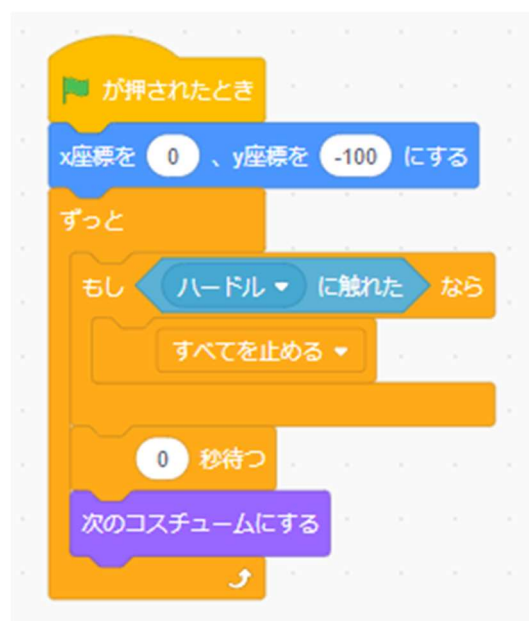 が押されたとき
x座標を 0 、y座標を -100 にする
ずっと
もし ハードル に触れた なら
すべてを止める
0 秒待つ
次のコスチュームにする